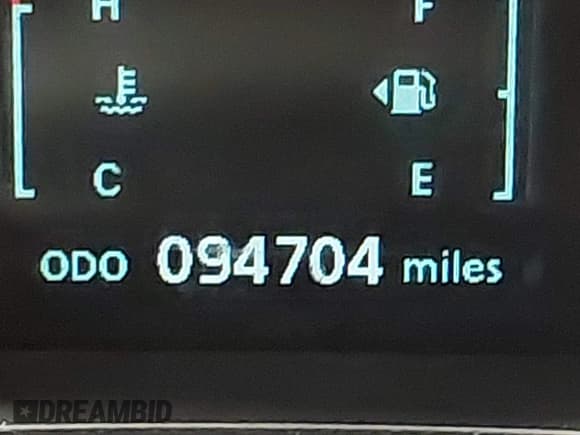 H F
C E
ODO 094704 miles
DREAMBID